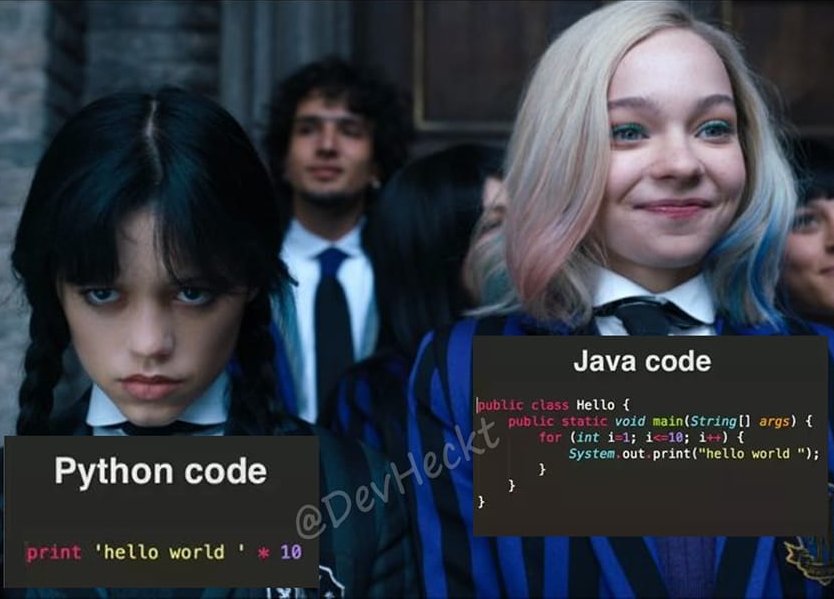 Python code
print 'hello world ' * 10
Java code
public class Hello {
public static void main(String[] args) {
for (int i=1; i<=10; i++) {
System.out.print("hello world ");
}
}
}
@DevHeckt